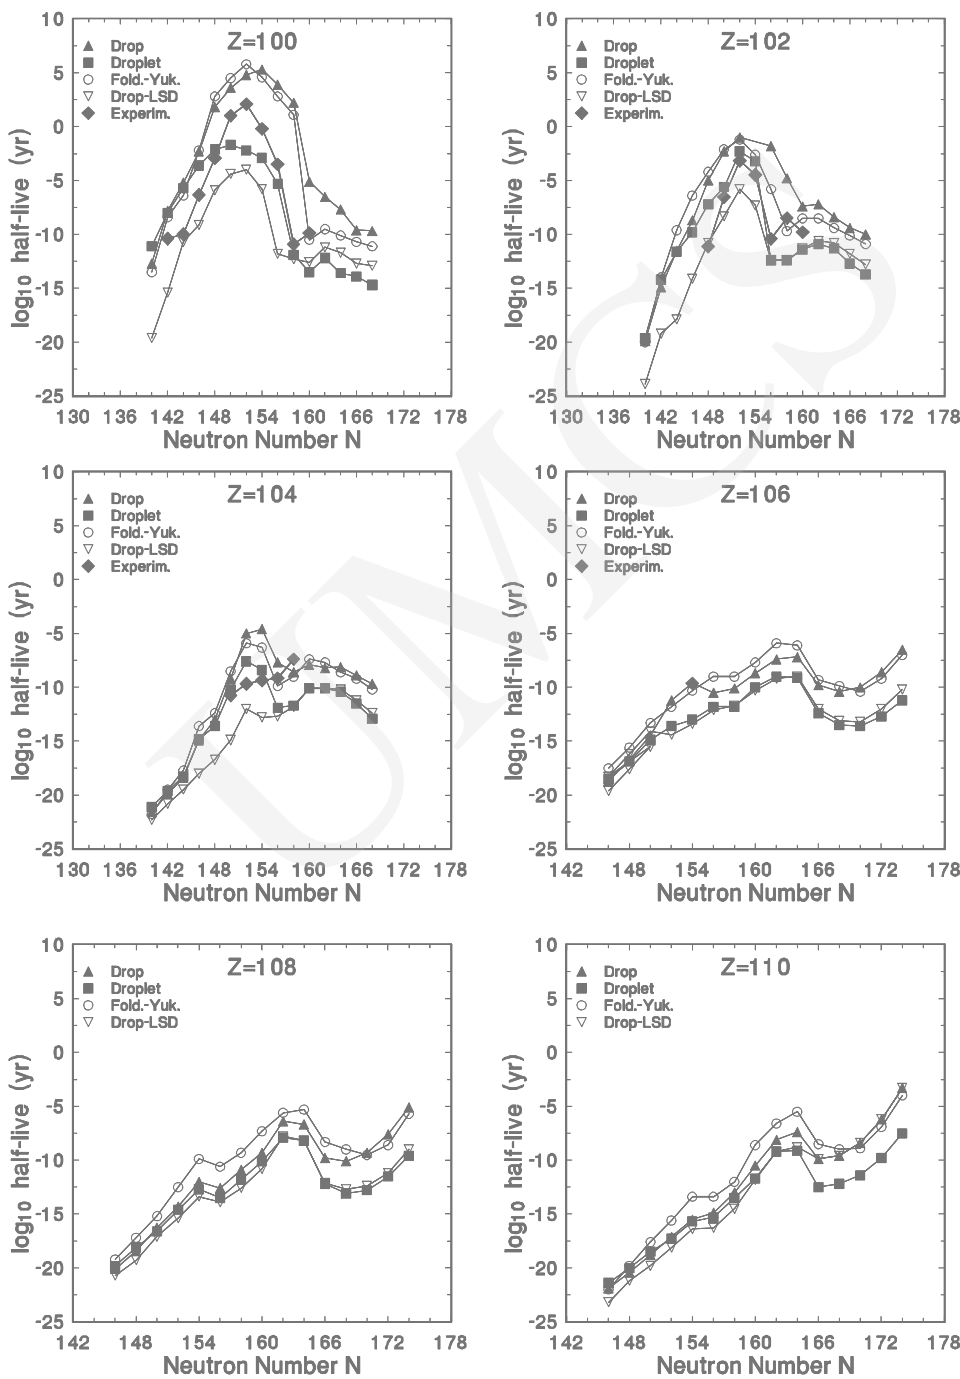 Z=100
Drop
Droplet
Fold.-Yuk.
Drop-LSD
Experim.
10
5
0
-5
-10
-15
-20
-25
130 136 142 148 154 160 166 172 178
log10 half-live (yr)
Neutron Number N
Z=102
Drop
Droplet
Fold.-Yuk.
Drop-LSD
Experim.
10
5
0
-5
-10
-15
-20
-25
130 136 142 148 154 160 166 172 178
log10 half-live (yr)
Neutron Number N
Z=104
Drop
Droplet
Fold.-Yuk.
Drop-LSD
Experim.
10
5
0
-5
-10
-15
-20
-25
130 136 142 148 154 160 166 172 178
log10 half-live (yr)
Neutron Number N
Z=106
Drop
Droplet
Fold.-Yuk.
Drop-LSD
Experim.
10
5
0
-5
-10
-15
-20
-25
142 148 154 160 166 172 178
log10 half-live (yr)
Neutron Number N
Z=108
Drop
Droplet
Fold.-Yuk.
Drop-LSD
10
5
0
-5
-10
-15
-20
-25
142 148 154 160 166 172 178
log10 half-live (yr)
Neutron Number N
Z=110
Drop
Droplet
Fold.-Yuk.
Drop-LSD
10
5
0
-5
-10
-15
-20
-25
142 148 154 160 166 172 178
log10 half-live (yr)
Neutron Number N
UMCS